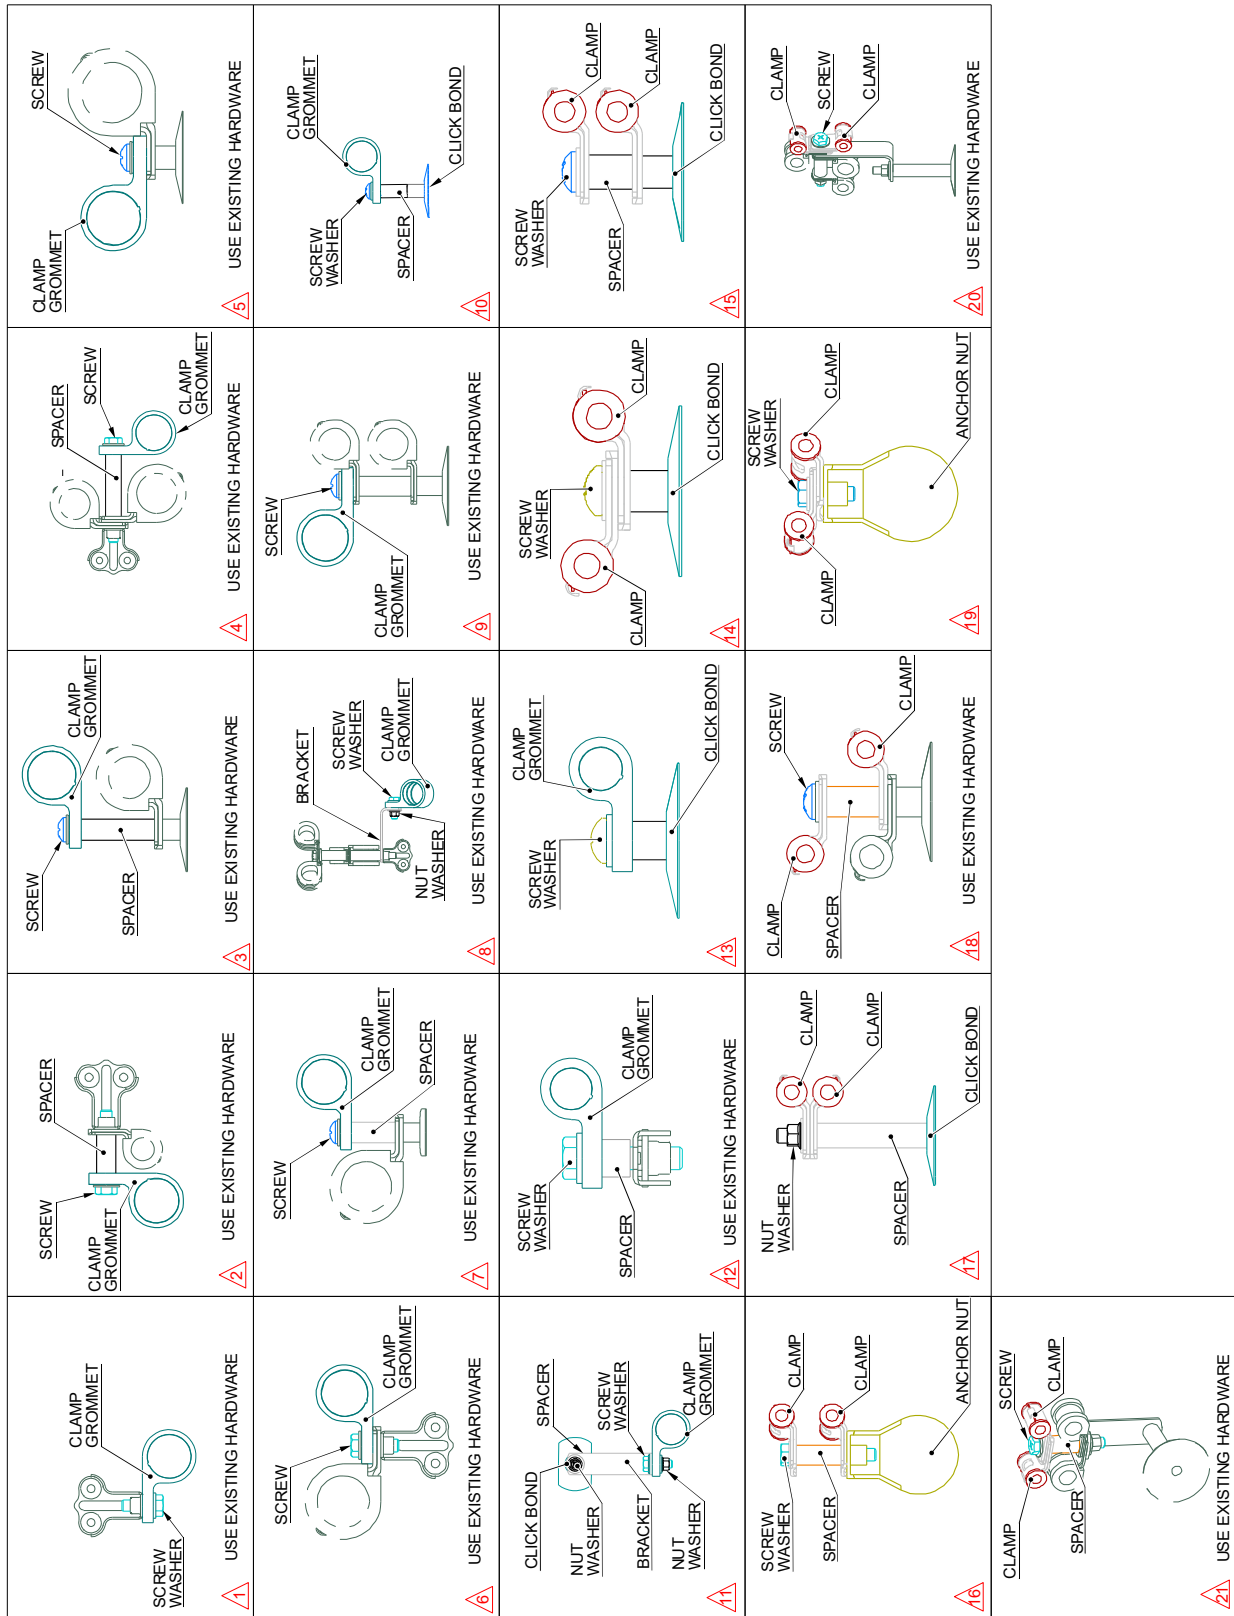 CLAMP
GROMMET
SCREW
WASHER
USE EXISTING HARDWARE
1
SPACER
SCREW
CLAMP
GROMMET
USE EXISTING HARDWARE
2
SCREW
CLAMP
GROMMET
SPACER
USE EXISTING HARDWARE
3
SPACER
SCREW
CLAMP
GROMMET
USE EXISTING HARDWARE
4
SCREW
CLAMP
GROMMET
USE EXISTING HARDWARE
5
SCREW
CLAMP
GROMMET
USE EXISTING HARDWARE
6
SCREW
CLAMP
GROMMET
SPACER
USE EXISTING HARDWARE
7
BRACKET
SCREW
WASHER
CLAMP
GROMMET
NUT
WASHER
USE EXISTING HARDWARE
8
SCREW
CLAMP
GROMMET
USE EXISTING HARDWARE
9
CLAMP
GROMMET
SCREW
WASHER
SPACER
CLICK BOND
10
CLICK BOND
SPACER
NUT
WASHER
SCREW
WASHER
BRACKET
CLAMP
GROMMET
NUT
WASHER
11
SCREW
WASHER
CLAMP
GROMMET
SPACER
USE EXISTING HARDWARE
12
CLAMP
GROMMET
SCREW
WASHER
CLICK BOND
13
SCREW
WASHER
CLAMP
CLAMP
CLICK BOND
14
SCREW
WASHER
CLAMP
CLAMP
SPACER
CLICK BOND
15
SCREW
WASHER
CLAMP
CLAMP
SPACER
ANCHOR NUT
16
NUT
WASHER
CLAMP
CLAMP
SPACER
CLICK BOND
17
SCREW
CLAMP
CLAMP
SPACER
USE EXISTING HARDWARE
18
SCREW
WASHER
CLAMP
CLAMP
ANCHOR NUT
19
CLAMP
SCREW
CLAMP
USE EXISTING HARDWARE
20
SCREW
CLAMP
CLAMP
SPACER
USE EXISTING HARDWARE
21